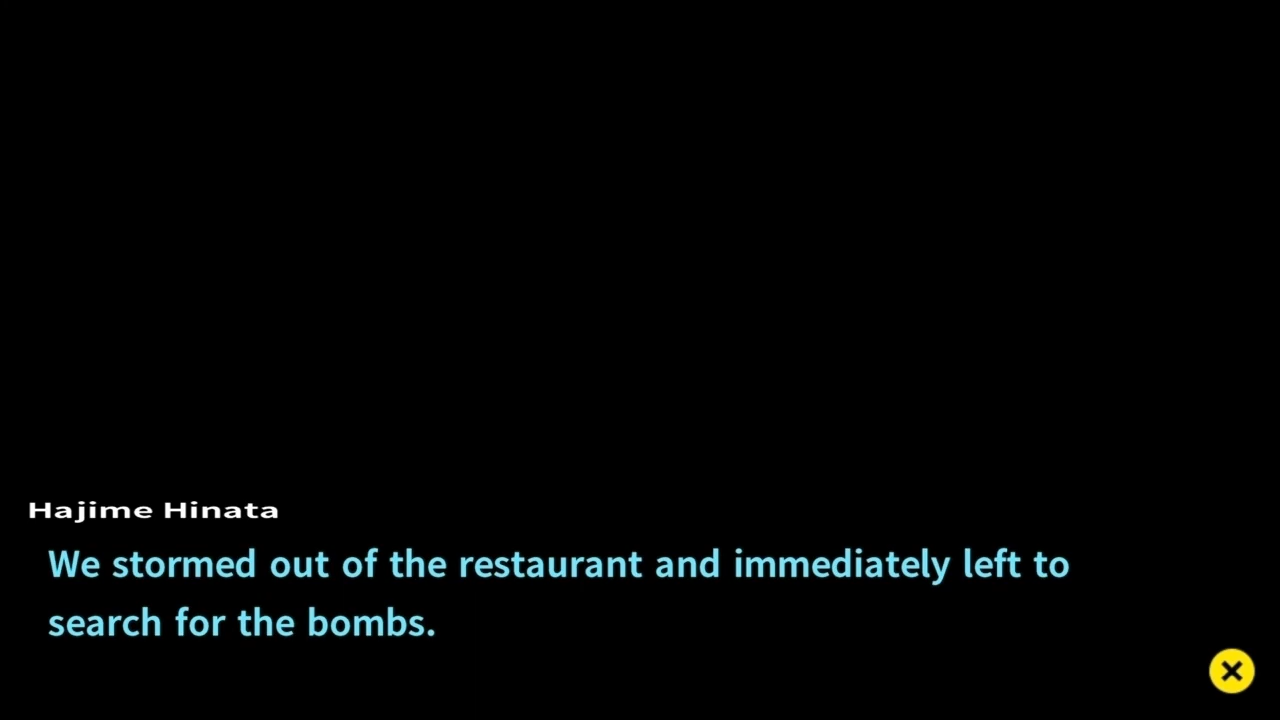 Hajime Hinata
We stormed out of the restaurant and immediately left to
search for the bombs.